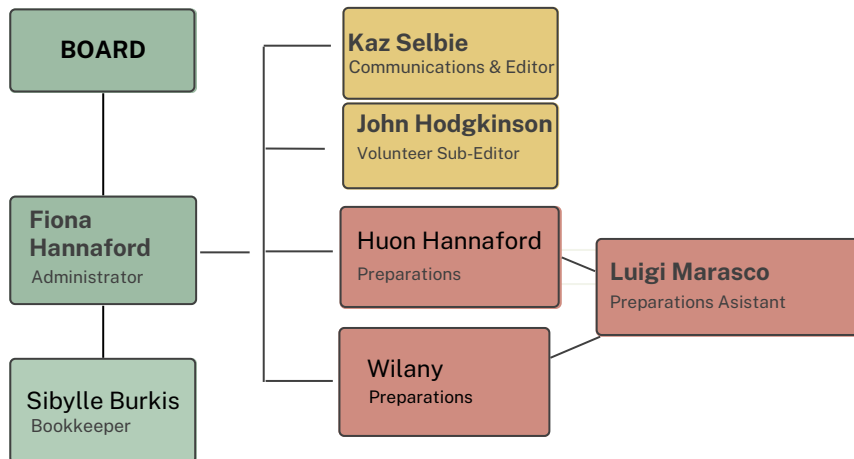 BOARD
Fiona
Hannaford
Administrator
Sibylle Burkis
Bookkeeper
Kaz Selbie
Communications & Editor
John Hodgkinson
Volunteer Sub-Editor
Huon Hannaford
Preparations
Wilany
Preparations
Luigi Marasco
Preparations Asistant